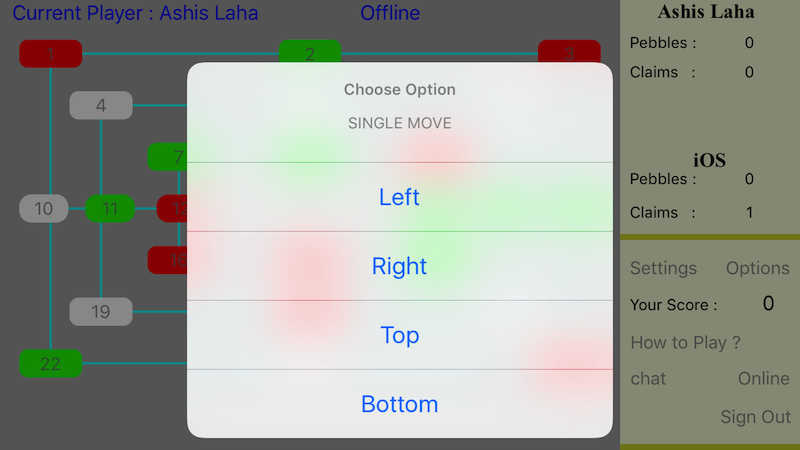 Current Player : Ashis Laha
Offline
Ashis Laha
Pebbles : 0
Claims : 0
iOS
Pebbles : 0
Claims : 1
Settings Options
Your Score : 0
How to Play ?
chat Online
Sign Out
1
2
3
4
7
10
11
19
22
Choose Option
SINGLE MOVE
Left
Right
Top
Bottom